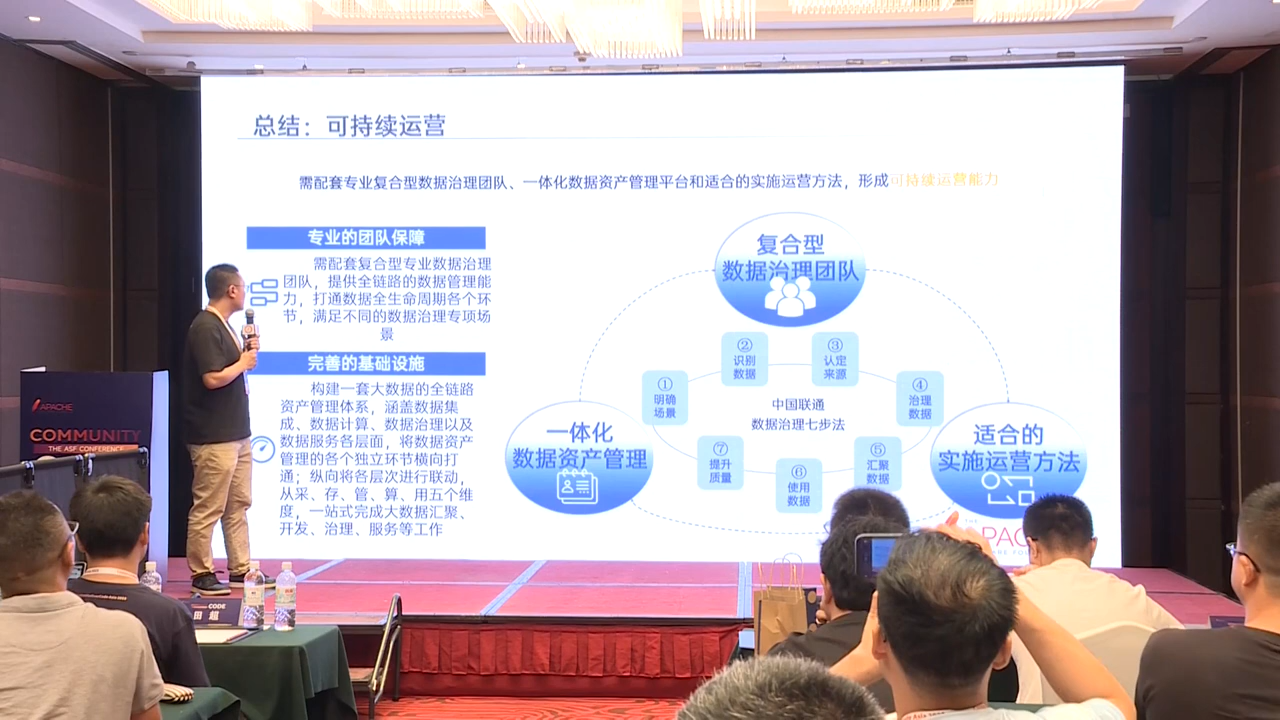 总结：可持续运营
需配套专业复合型数据治理团队、一体化数据资产管理平台和适合的实施运营方法，形成可持续运营能力
专业的团队保障
需配套复合型专业数据治理
团队，提供全链路的数据管理能
力，打通数据全生命周期各个环
节，满足不同的数据治理专项场
景
完善的基础设施
构建一套大数据的全链路
资产管理体系，涵盖数据集
成、数据计算、数据治理以及
数据服务各层面，将数据资产
管理的各个独立环节横向打
通；纵向将各层次进行联动，
从采、存、管、算、用五个维
度，一站式完成大数据汇聚、
开发、治理、服务等工作
复合型
数据治理团队
①
明确
场景
②
识别
数据
③
认定
来源
④
治理
数据
⑤
汇聚
数据
⑥
使用
数据
⑦
提升
质量
中国联通
数据治理七步法
一体化
数据资产管理
适合的
实施运营方法
THE
APACHE
COMMUNITY
THE ASF CONFERENCE
CODE
田 超